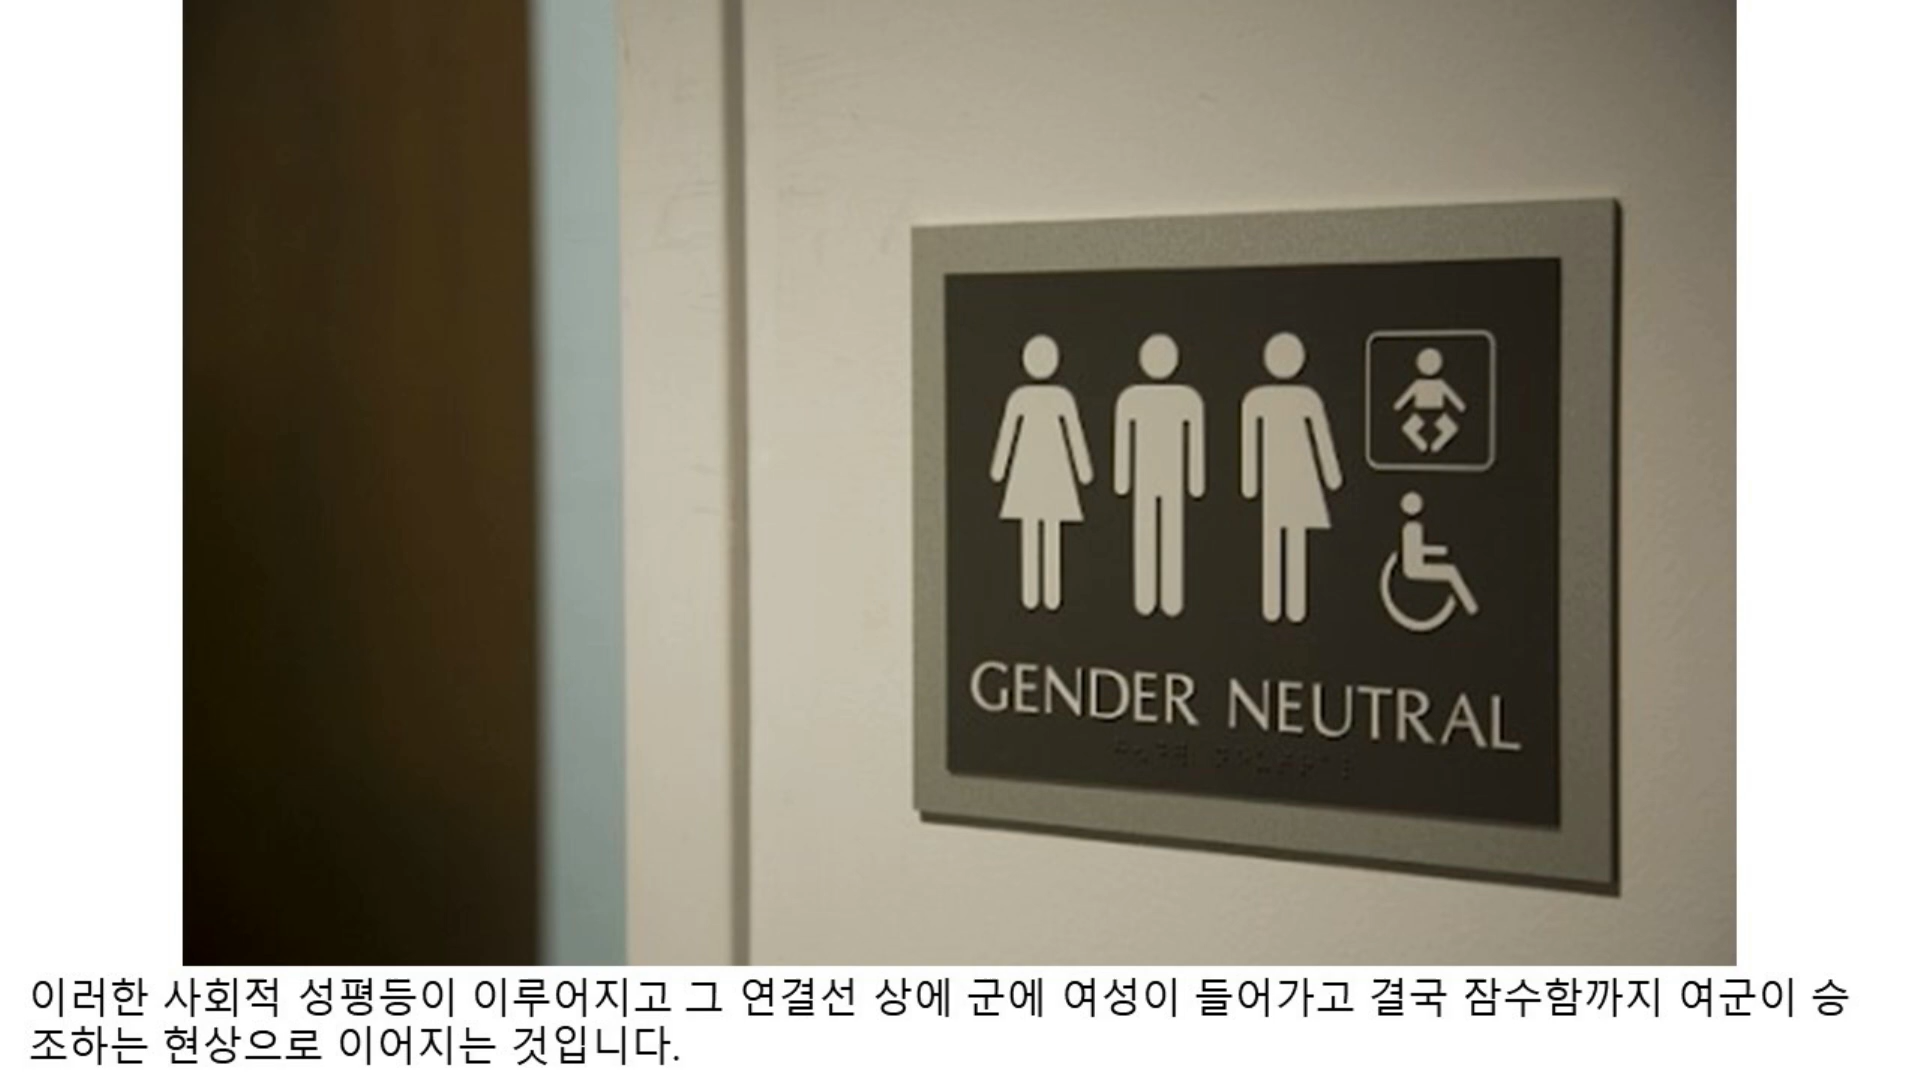 GENDER NEUTRAL
이러한 사회적 성평등이 이루어지고 그 연결선 상에 군에 여성이 들어가고 결국 잠수함까지 여군이 승
조하는 현상으로 이어지는 것입니다.